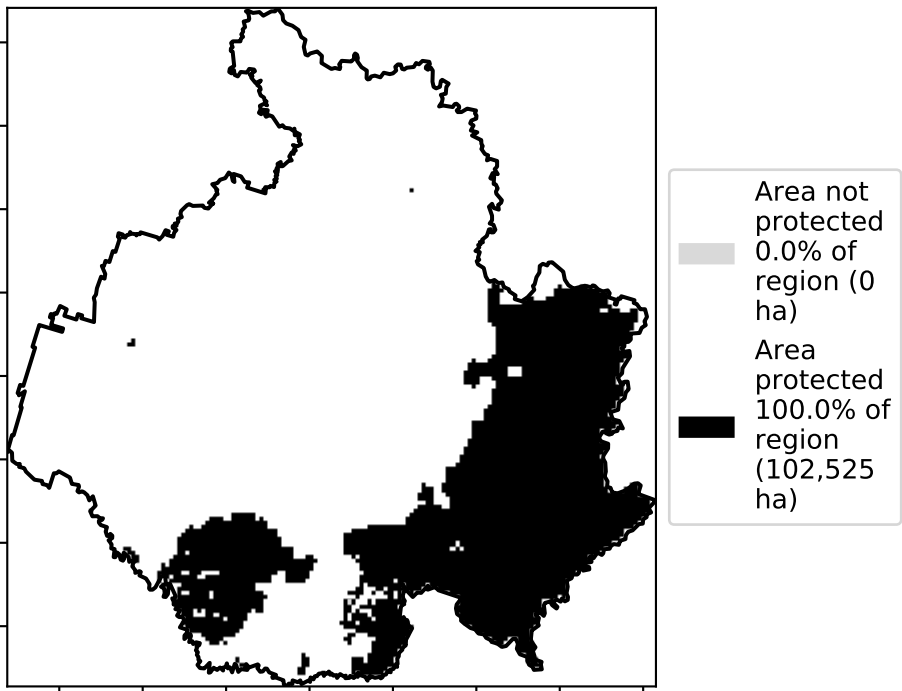 Area not
protected
0.0% of
region (0
ha)
Area
protected
100.0% of
region
(102,525
ha)